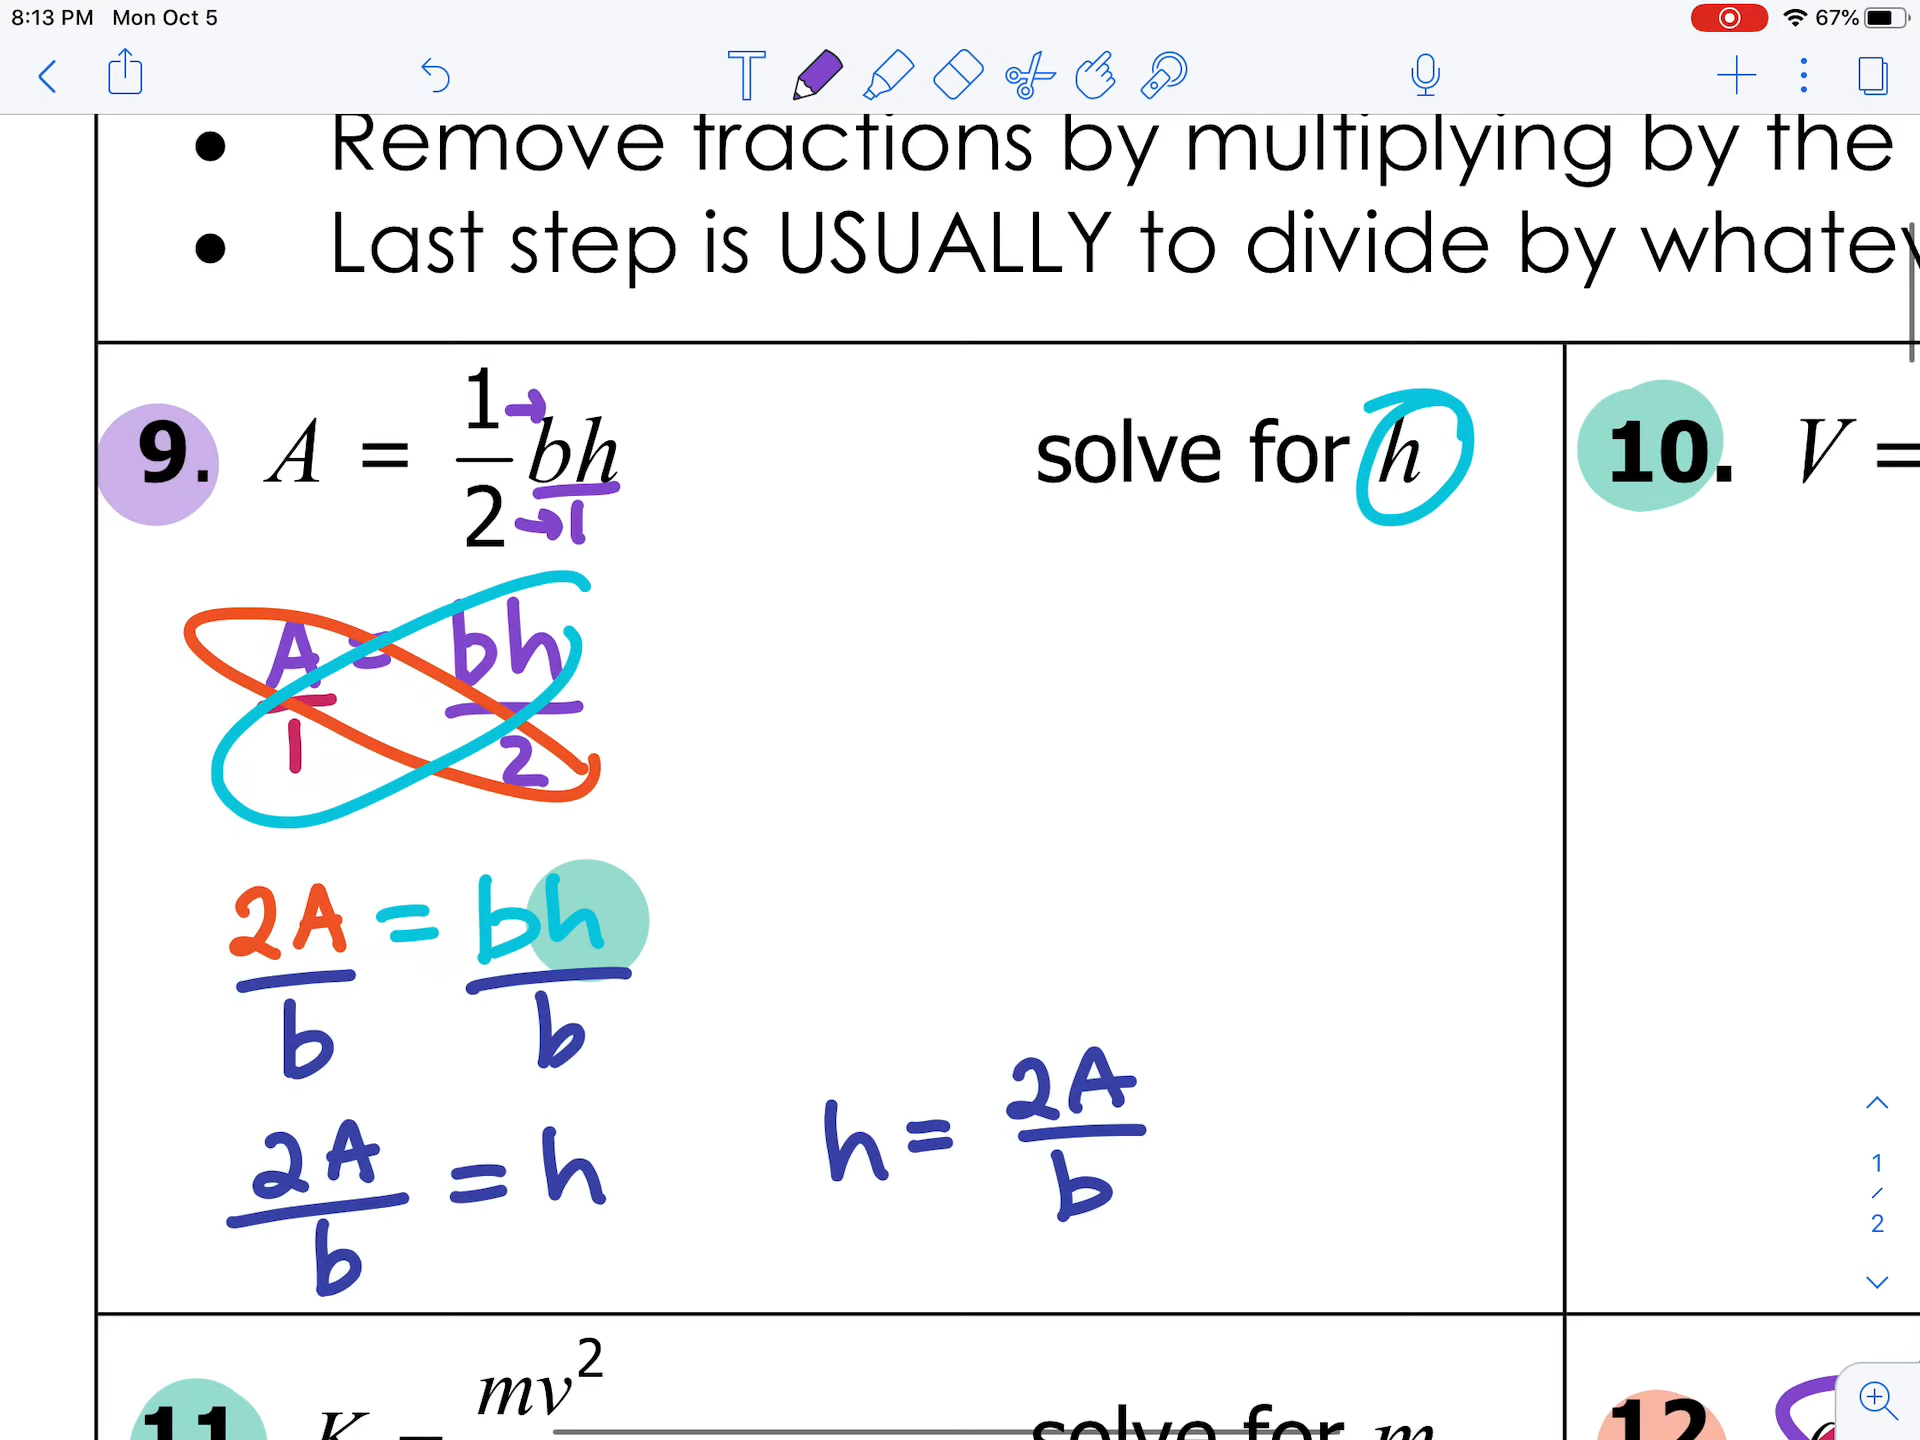 8:13 PM Mon Oct 5 67%
T
• Remove fractions by multiplying by the
• Last step is USUALLY to divide by
9. A = 1/2 bh solve for h
→ →1
10. V =
A/1 = bh/2
2A/b = bh/b
2A/b = h
h = 2A/b
1/2
11. K = mv² solve for m
12.